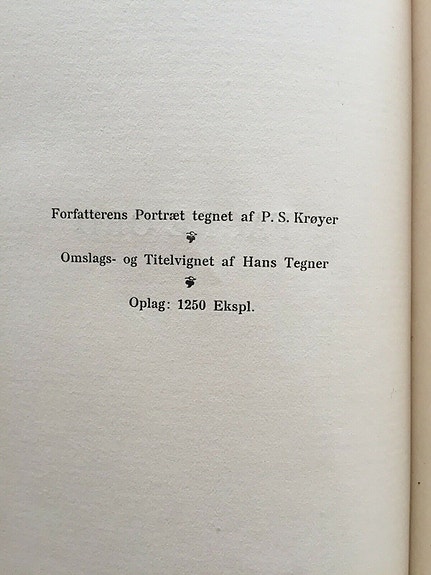 Forfatterens Portræt tegnet af P. S. Krøyer
Omslags- og Titelvignet af Hans Tegner
Oplag: 1250 Ekspl.